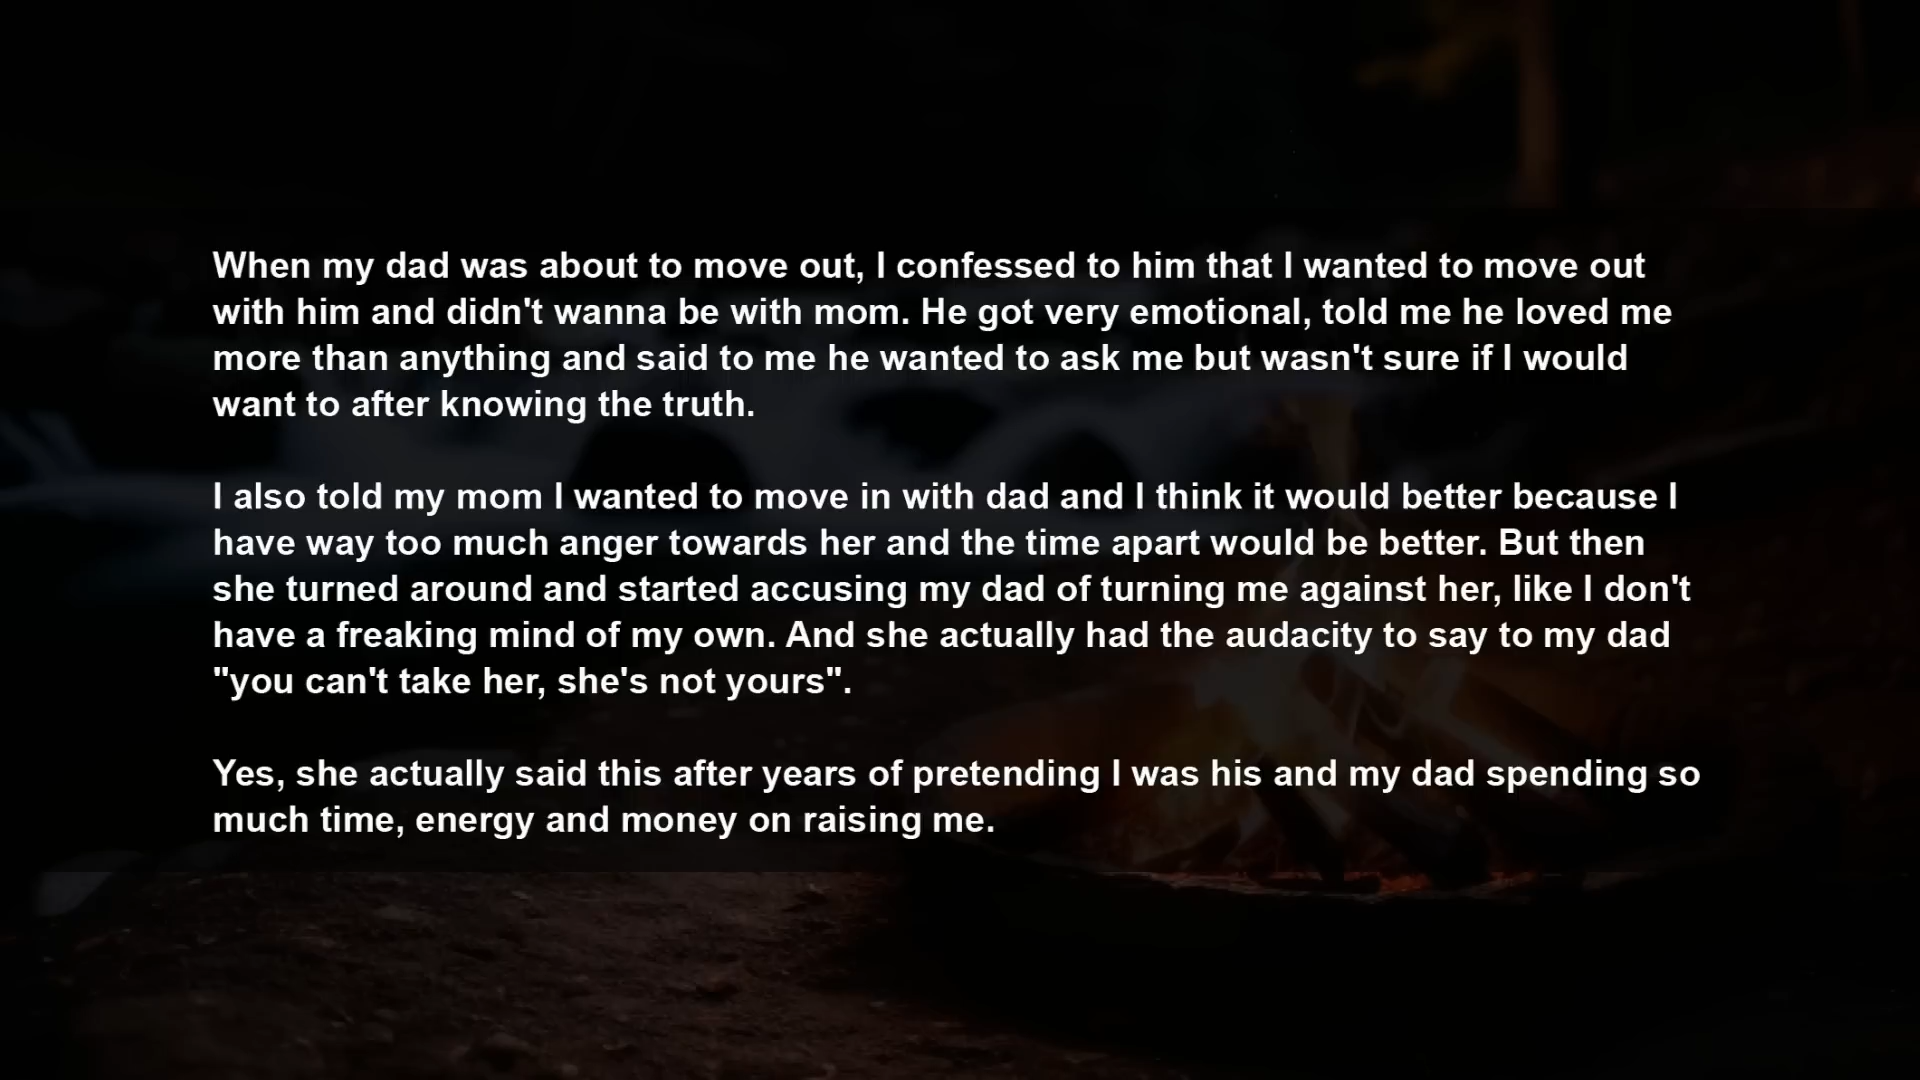 When my dad was about to move out, I confessed to him that I wanted to move out
with him and didn't wanna be with mom. He got very emotional, told me he loved me
more than anything and said to me he wanted to ask me but wasn't sure if I would
want to after knowing the truth.
I also told my mom I wanted to move in with dad and I think it would better because I
have way too much anger towards her and the time apart would be better. But then
she turned around and started accusing my dad of turning me against her, like I don't
have a freaking mind of my own. And she actually had the audacity to say to my dad
"you can't take her, she's not yours".
Yes, she actually said this after years of pretending I was his and my dad spending so
much time, energy and money on raising me.